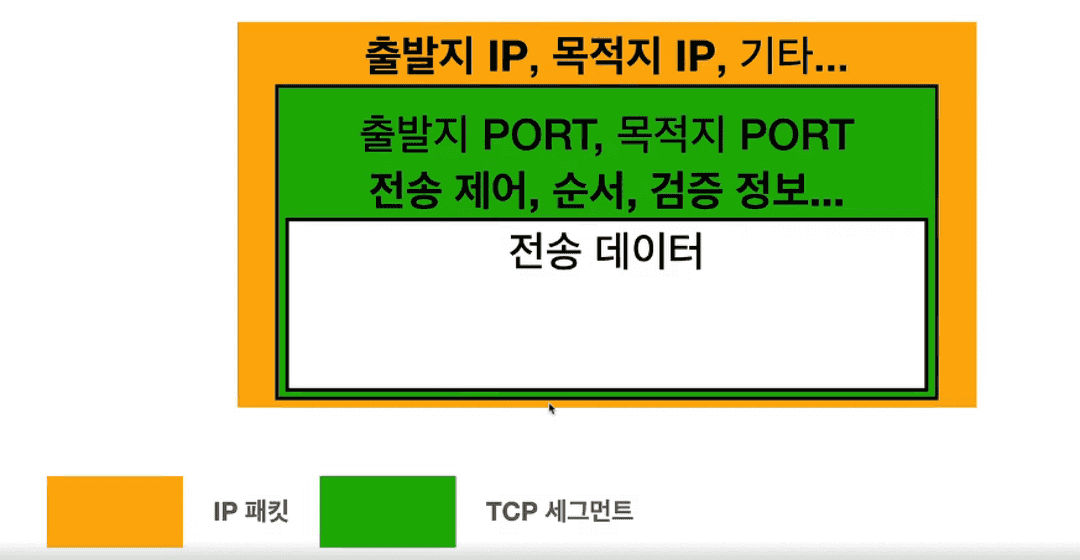 출발지 IP, 목적지 IP, 기타...
출발지 PORT, 목적지 PORT
전송 제어, 순서, 검증 정보...
전송 데이터
IP 패킷
TCP 세그먼트